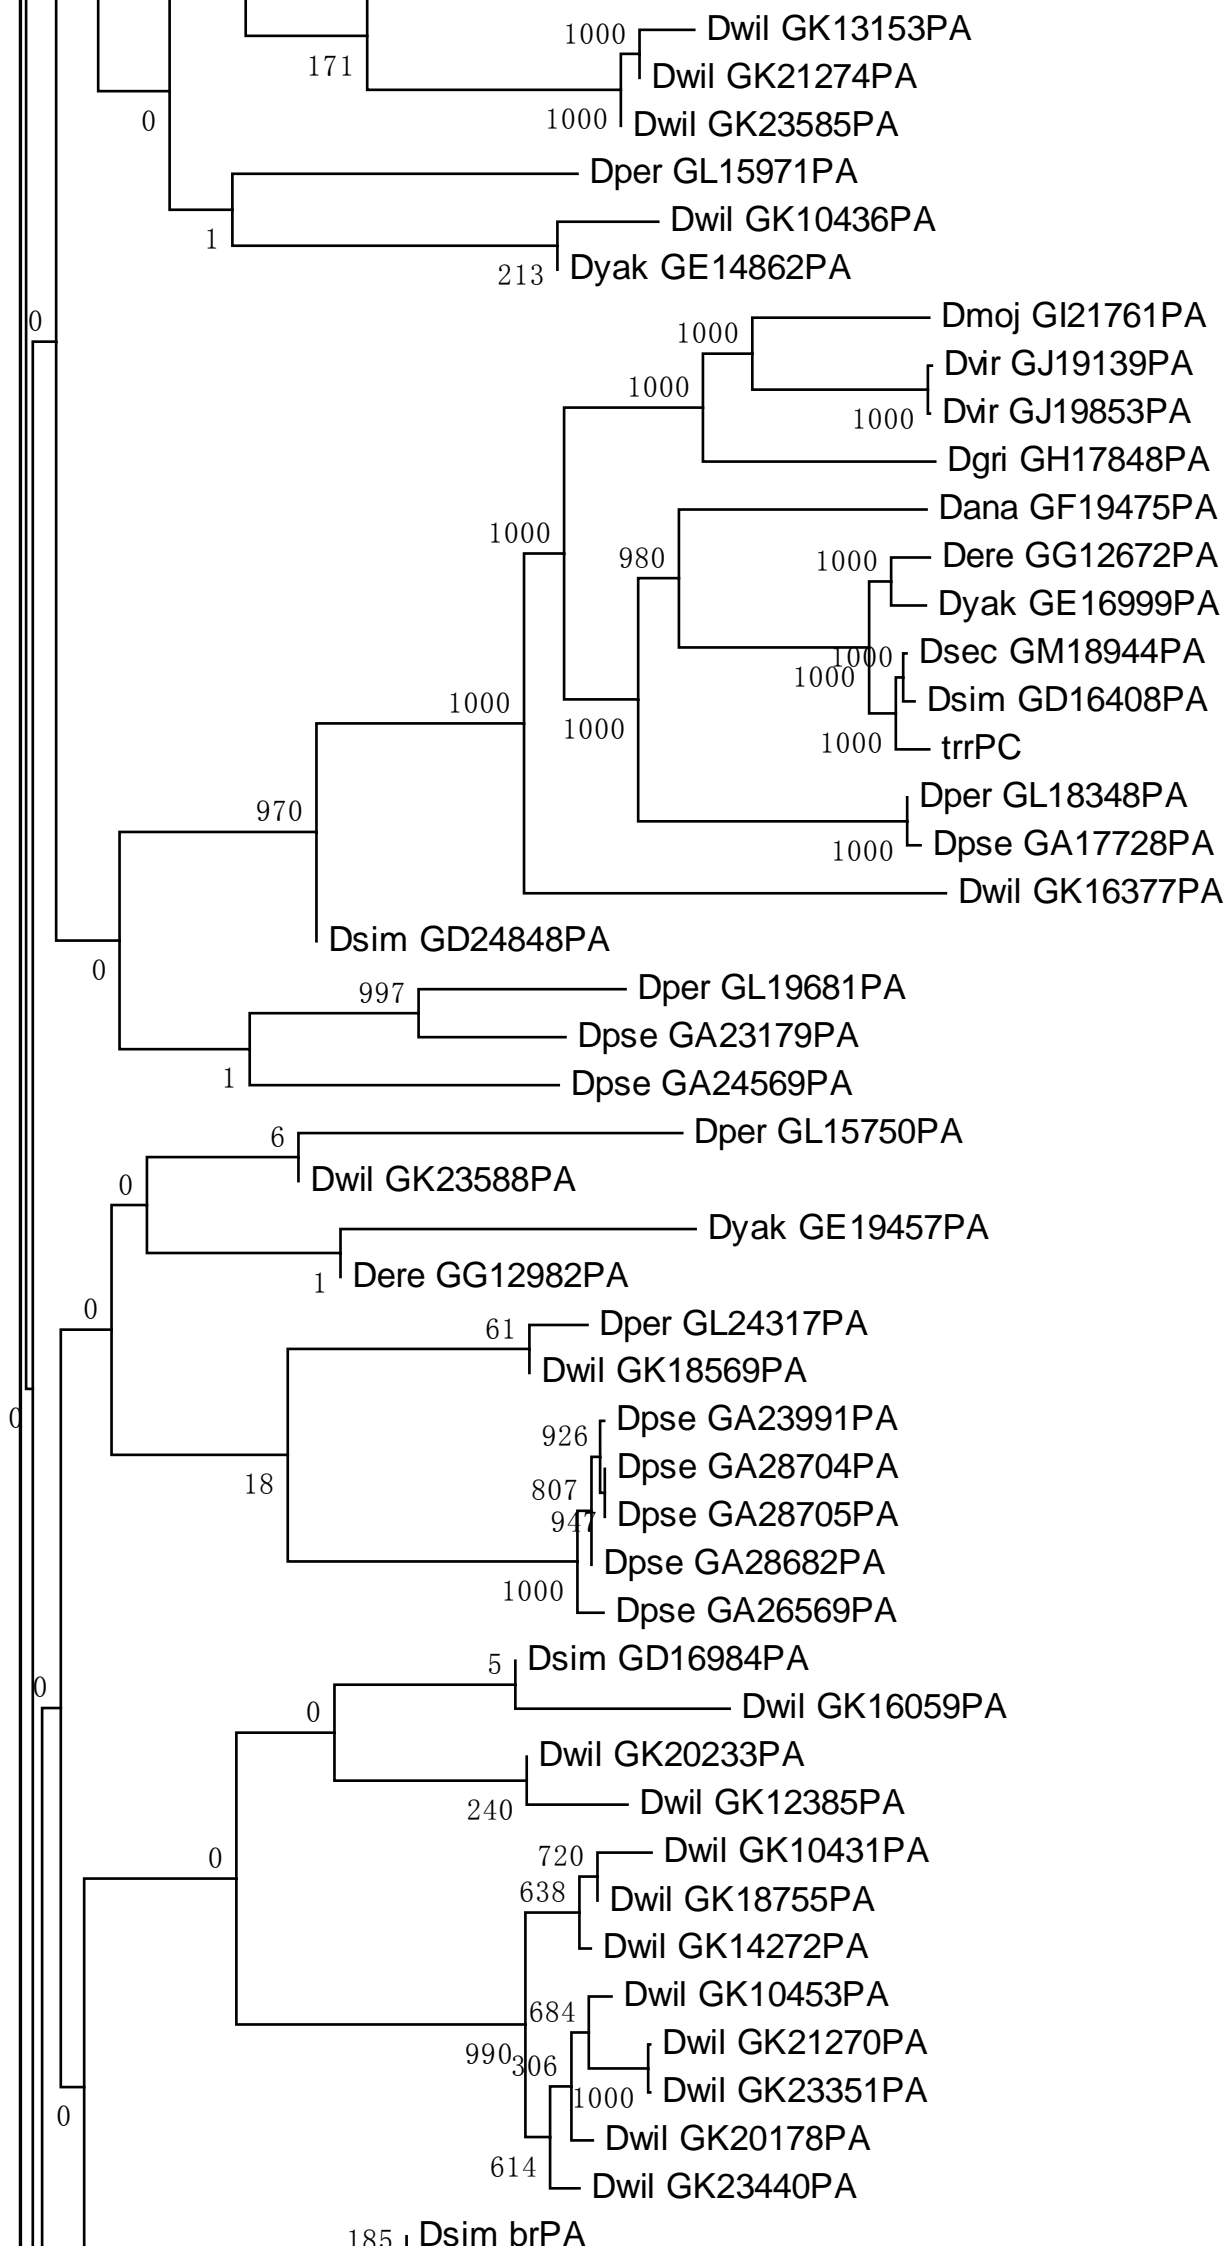 1000
Dwil GK13153PA
171
Dwil GK21274PA
0
1000
Dwil GK23585PA
Dper GL15971PA
Dwil GK10436PA
1
213
Dyak GE14862PA
0
Dmoj GI21761PA
1000
Dvir GJ19139PA
1000
1000
Dvir GJ19853PA
Dgri GH17848PA
Dana GF19475PA
1000
980
1000
Dere GG12672PA
Dyak GE16999PA
1000
Dsec GM18944PA
1000
Dsim GD16408PA
1000
1000
1000
trrPC
Dper GL18348PA
970
1000
Dpse GA17728PA
Dwil GK16377PA
Dsim GD24848PA
0
997
Dper GL19681PA
Dpse GA23179PA
1
Dpse GA24569PA
6
Dper GL15750PA
0
Dwil GK23588PA
Dyak GE19457PA
1
Dere GG12982PA
0
61
Dper GL24317PA
Dwil GK18569PA
0
926
Dpse GA23991PA
18
807
Dpse GA28704PA
947
Dpse GA28705PA
Dpse GA28682PA
1000
Dpse GA26569PA
5
Dsim GD16984PA
0
0
Dwil GK16059PA
Dwil GK20233PA
240
Dwil GK12385PA
0
720
Dwil GK10431PA
638
Dwil GK18755PA
Dwil GK14272PA
684
Dwil GK10453PA
990
306
Dwil GK21270PA
0
1000
Dwil GK23351PA
Dwil GK20178PA
614
Dwil GK23440PA
185
Dsim brPA